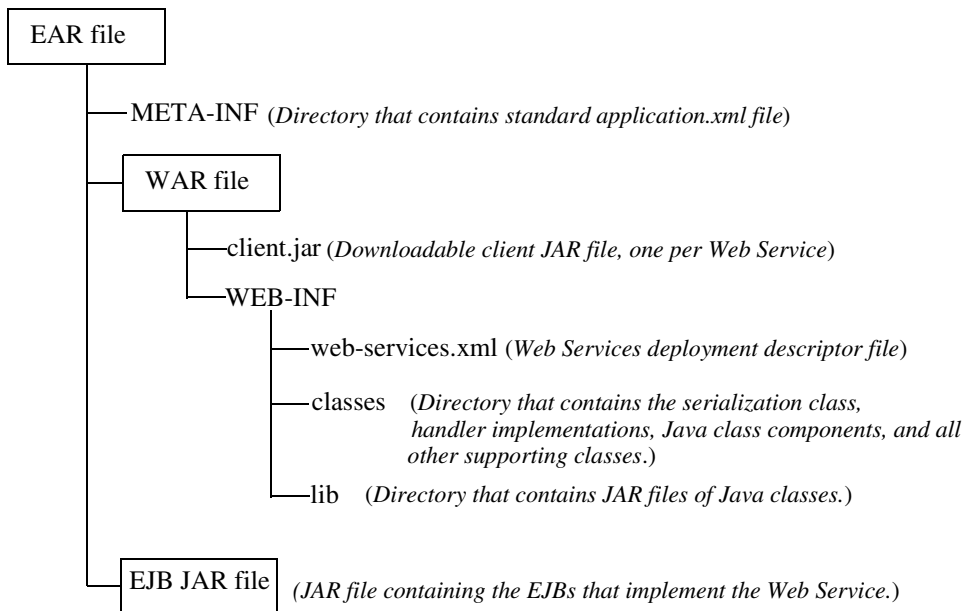 EAR file
META-INF (Directory that contains standard application.xml file)
WAR file
client.jar (Downloadable client JAR file, one per Web Service)
WEB-INF
web-services.xml (Web Services deployment descriptor file)
classes (Directory that contains the serialization class,
handler implementations, Java class components, and all
other supporting classes.)
lib (Directory that contains JAR files of Java classes.)
EJB JAR file (JAR file containing the EJBs that implement the Web Service.)